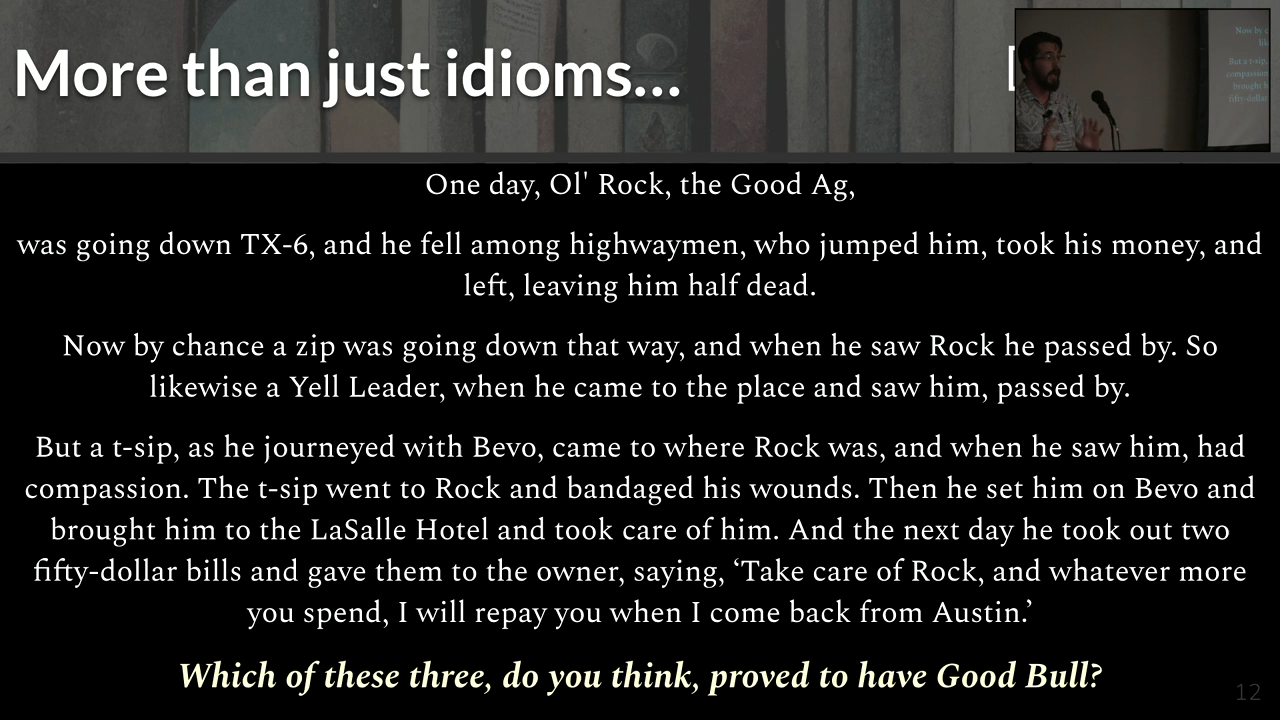 More than just idioms...
One day, Ol' Rock, the Good Ag,
was going down TX-6, and he fell among highwaymen, who jumped him, took his money, and
left, leaving him half dead.
Now by chance a zip was going down that way, and when he saw Rock he passed by. So
likewise a Yell Leader, when he came to the place and saw him, passed by.
But a t-sip, as he journeyed with Bevo, came to where Rock was, and when he saw him, had
compassion. The t-sip went to Rock and bandaged his wounds. Then he set him on Bevo and
brought him to the LaSalle Hotel and took care of him. And the next day he took out two
fifty-dollar bills and gave them to the owner, saying, ‘Take care of Rock, and whatever more
you spend, I will repay you when I come back from Austin.’
Which of these three, do you think, proved to have Good Bull?
12